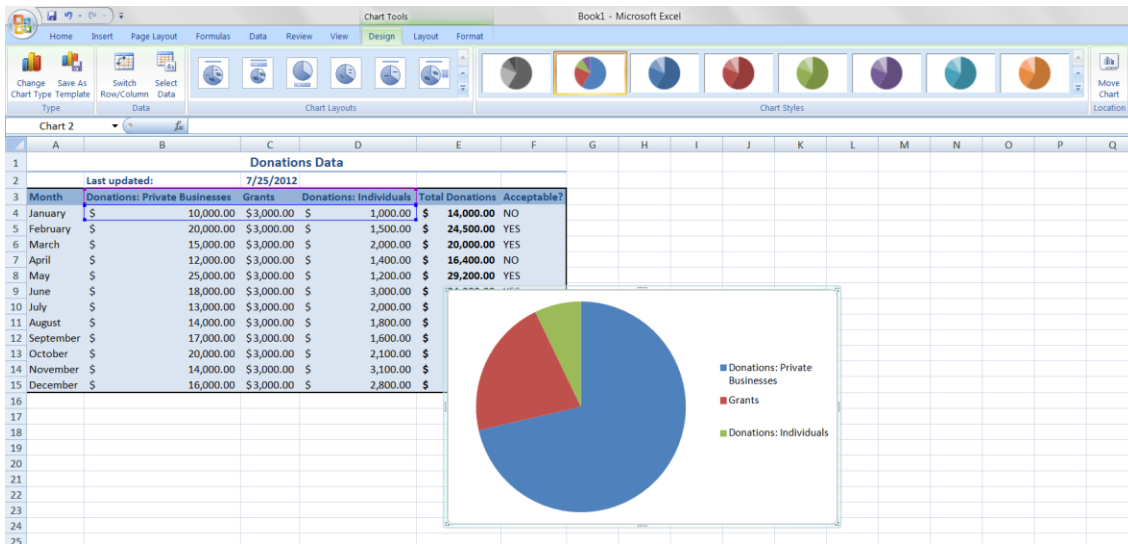 Chart Tools Book1 - Microsoft Excel
Home Insert Page Layout Formulas Data Review View Design Layout Format
Change Chart Type Save As Template Switch Row/Column Select Data Move Chart
Type Data Chart Layouts Chart Styles Location
Chart 2 fx
A B C D E F G H I J K L M N O P Q
1 Donations Data
2 Last updated: 7/25/2012
3 Month Donations: Private Businesses Grants Donations: Individuals Total Donations Acceptable?
4 January $ 10,000.00 $3,000.00 $ 1,000.00 $ 14,000.00 NO
5 February $ 20,000.00 $3,000.00 $ 1,500.00 $ 24,500.00 YES
6 March $ 15,000.00 $3,000.00 $ 2,000.00 $ 20,000.00 YES
7 April $ 12,000.00 $3,000.00 $ 1,400.00 $ 16,400.00 NO
8 May $ 25,000.00 $3,000.00 $ 1,200.00 $ 29,200.00 YES
9 June $ 18,000.00 $3,000.00 $ 3,000.00 $
10 July $ 13,000.00 $3,000.00 $ 2,000.00 $
11 August $ 14,000.00 $3,000.00 $ 1,800.00 $
12 September $ 17,000.00 $3,000.00 $ 1,600.00 $
13 October $ 20,000.00 $3,000.00 $ 2,100.00 $
14 November $ 14,000.00 $3,000.00 $ 3,100.00 $
15 December $ 16,000.00 $3,000.00 $ 2,800.00 $
16
17
18
19
20
21
22
23
24
25
Donations: Private
Businesses
Grants
Donations: Individuals